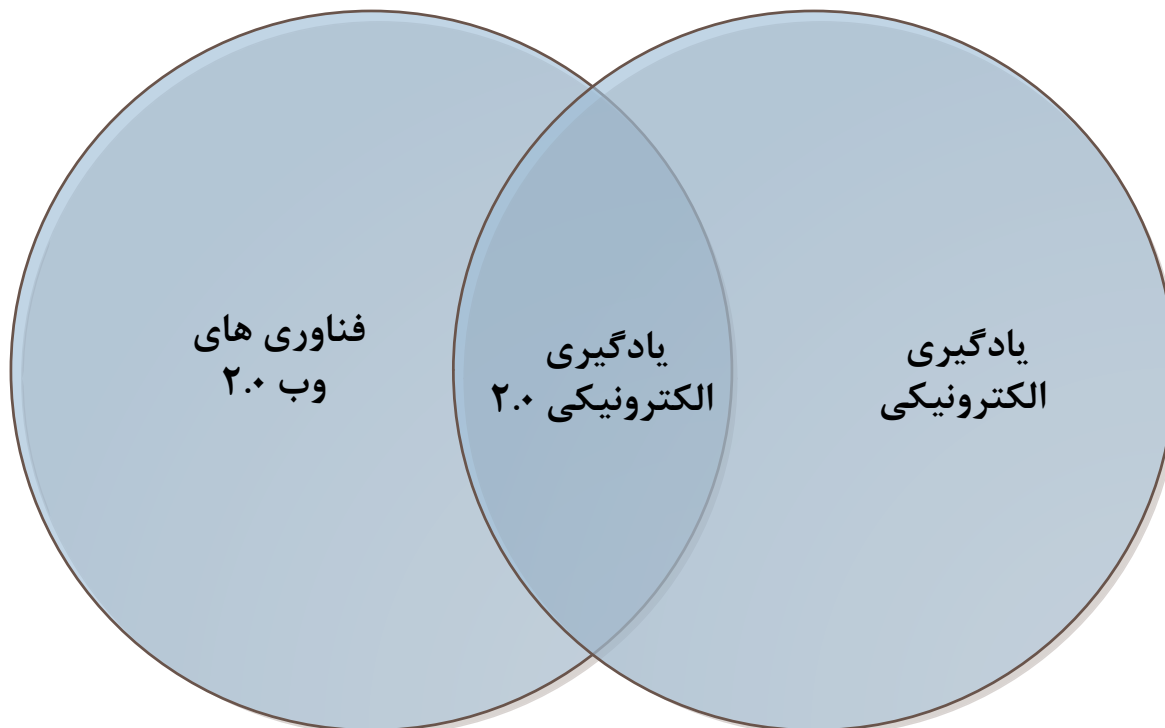 یادگیری
الکترونیکی
یادگیری
الکترونیکی ۲.۰
فناوری های
وب ۲.۰